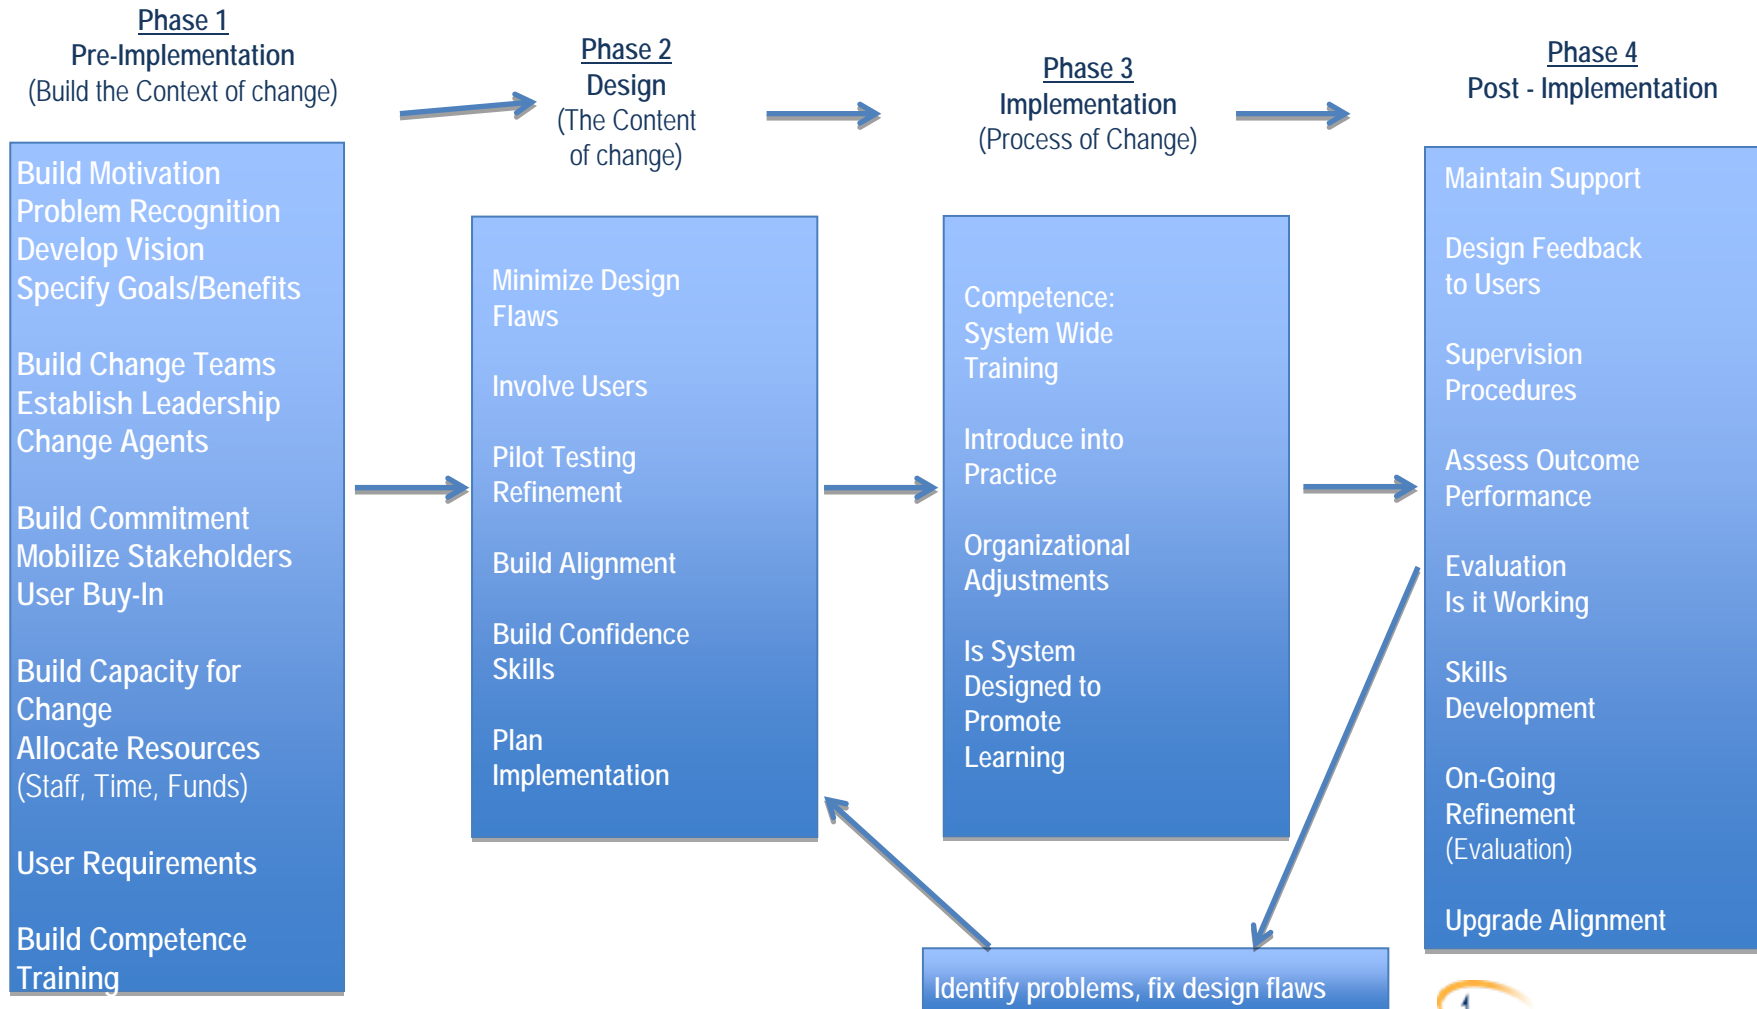 Phase 1
Pre-Implementation
(Build the Context of change)
Build Motivation
Problem Recognition
Develop Vision
Specify Goals/Benefits
Build Change Teams
Establish Leadership
Change Agents
Build Commitment
Mobilize Stakeholders
User Buy-In
Build Capacity for
Change
Allocate Resources
(Staff, Time, Funds)
User Requirements
Build Competence
Training
Phase 2
Design
(The Content
of change)
Minimize Design
Flaws
Involve Users
Pilot Testing
Refinement
Build Alignment
Build Confidence
Skills
Plan
Implementation
Phase 3
Implementation
(Process of Change)
Competence:
System Wide
Training
Introduce into
Practice
Organizational
Adjustments
Is System
Designed to
Promote
Learning
Phase 4
Post - Implementation
Maintain Support
Design Feedback
to Users
Supervision
Procedures
Assess Outcome
Performance
Evaluation
Is it Working
Skills
Development
On-Going
Refinement
(Evaluation)
Upgrade Alignment
Identify problems, fix design flaws